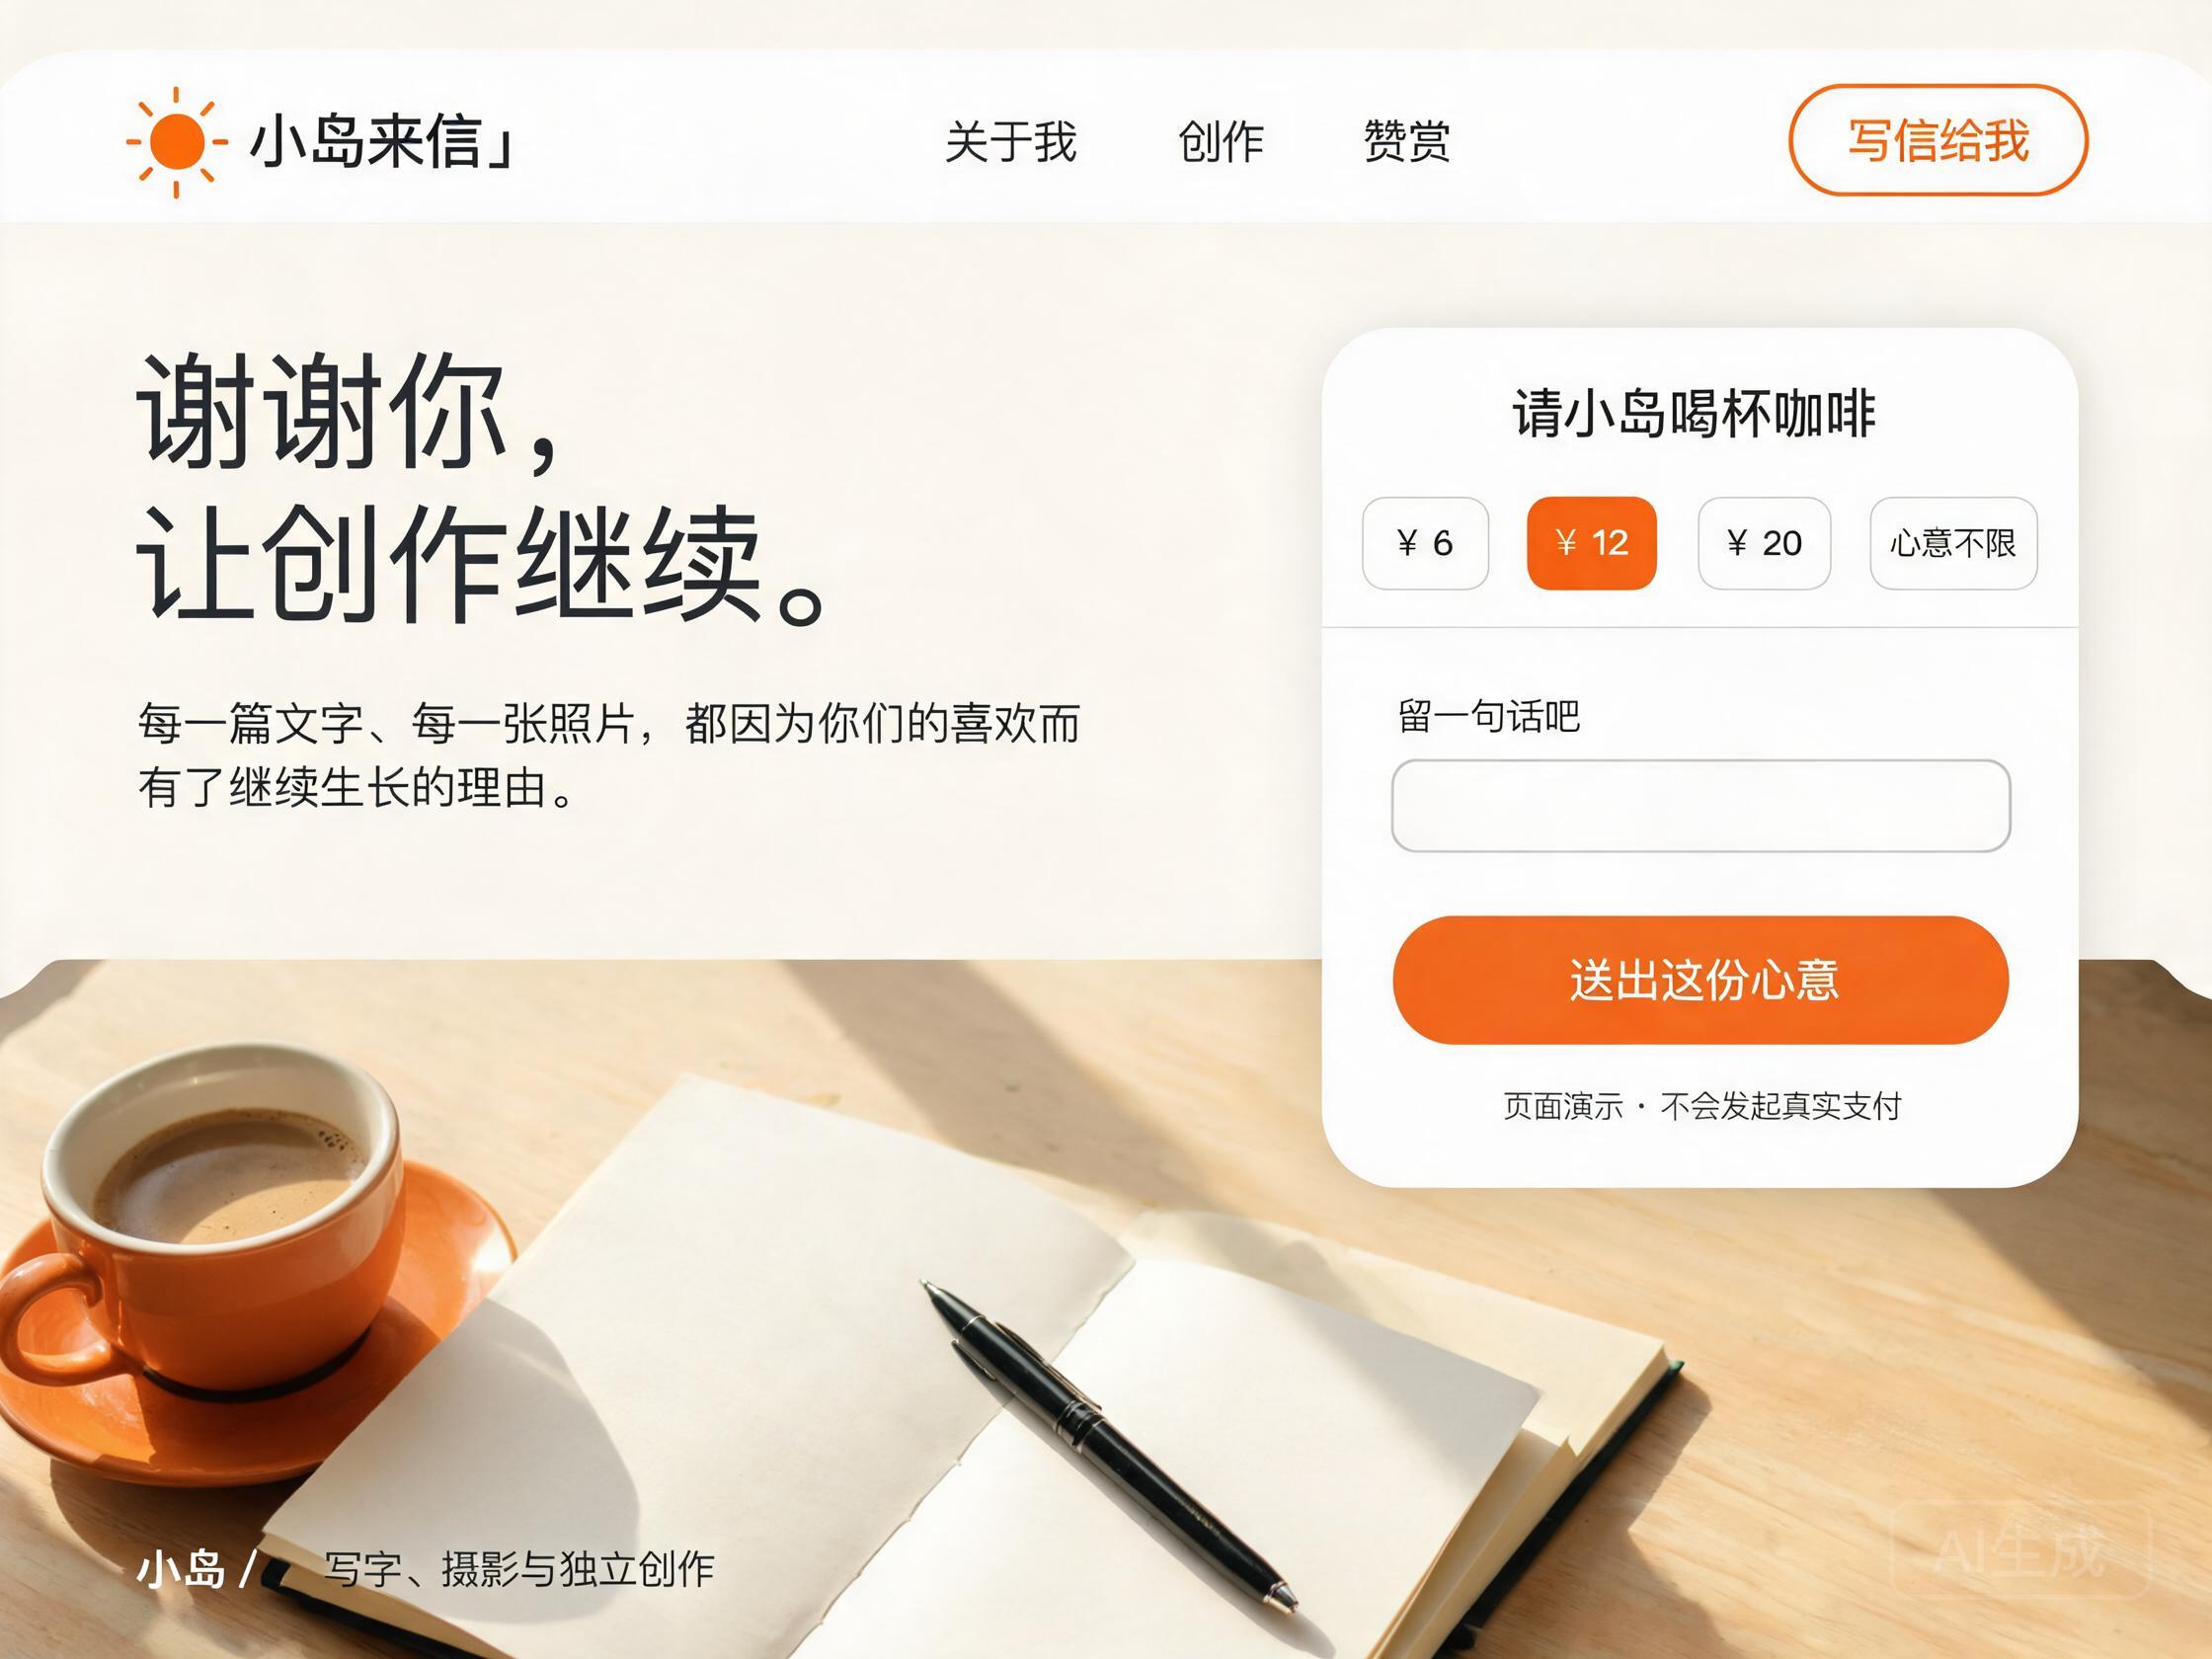 小岛来信」
关于我
创作
赞赏
写信给我
谢谢你，
让创作继续。
每一篇文字、每一张照片，都因为你们的喜欢而
有了继续生长的理由。
请小岛喝杯咖啡
¥ 6
¥ 12
¥ 20
心意不限
留一句话吧
送出这份心意
页面演示 · 不会发起真实支付
小岛 /
写字、摄影与独立创作
AI生成